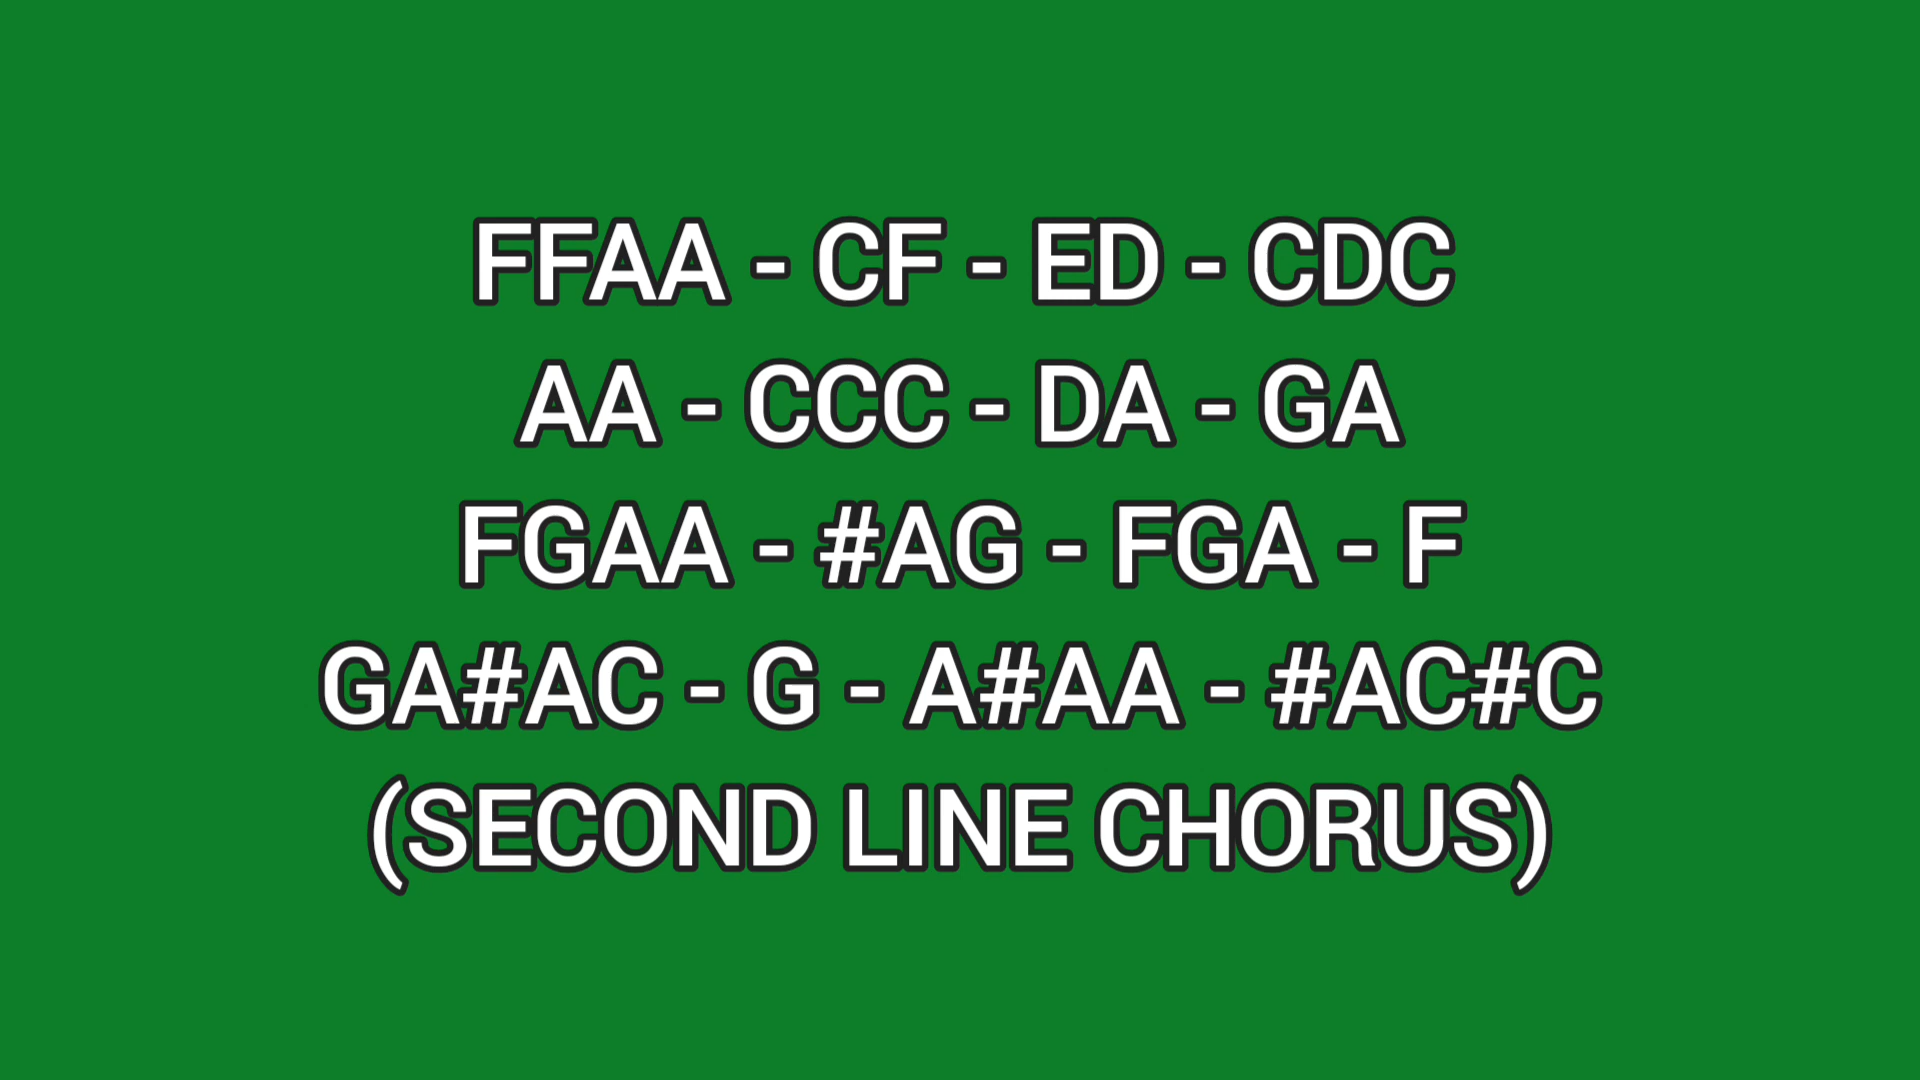 FFAA - CF - ED - CDC
AA - CCC - DA - GA
FGAA - #AG - FGA - F
GA#AC - G - A#AA - #AC#C
(SECOND LINE CHORUS)